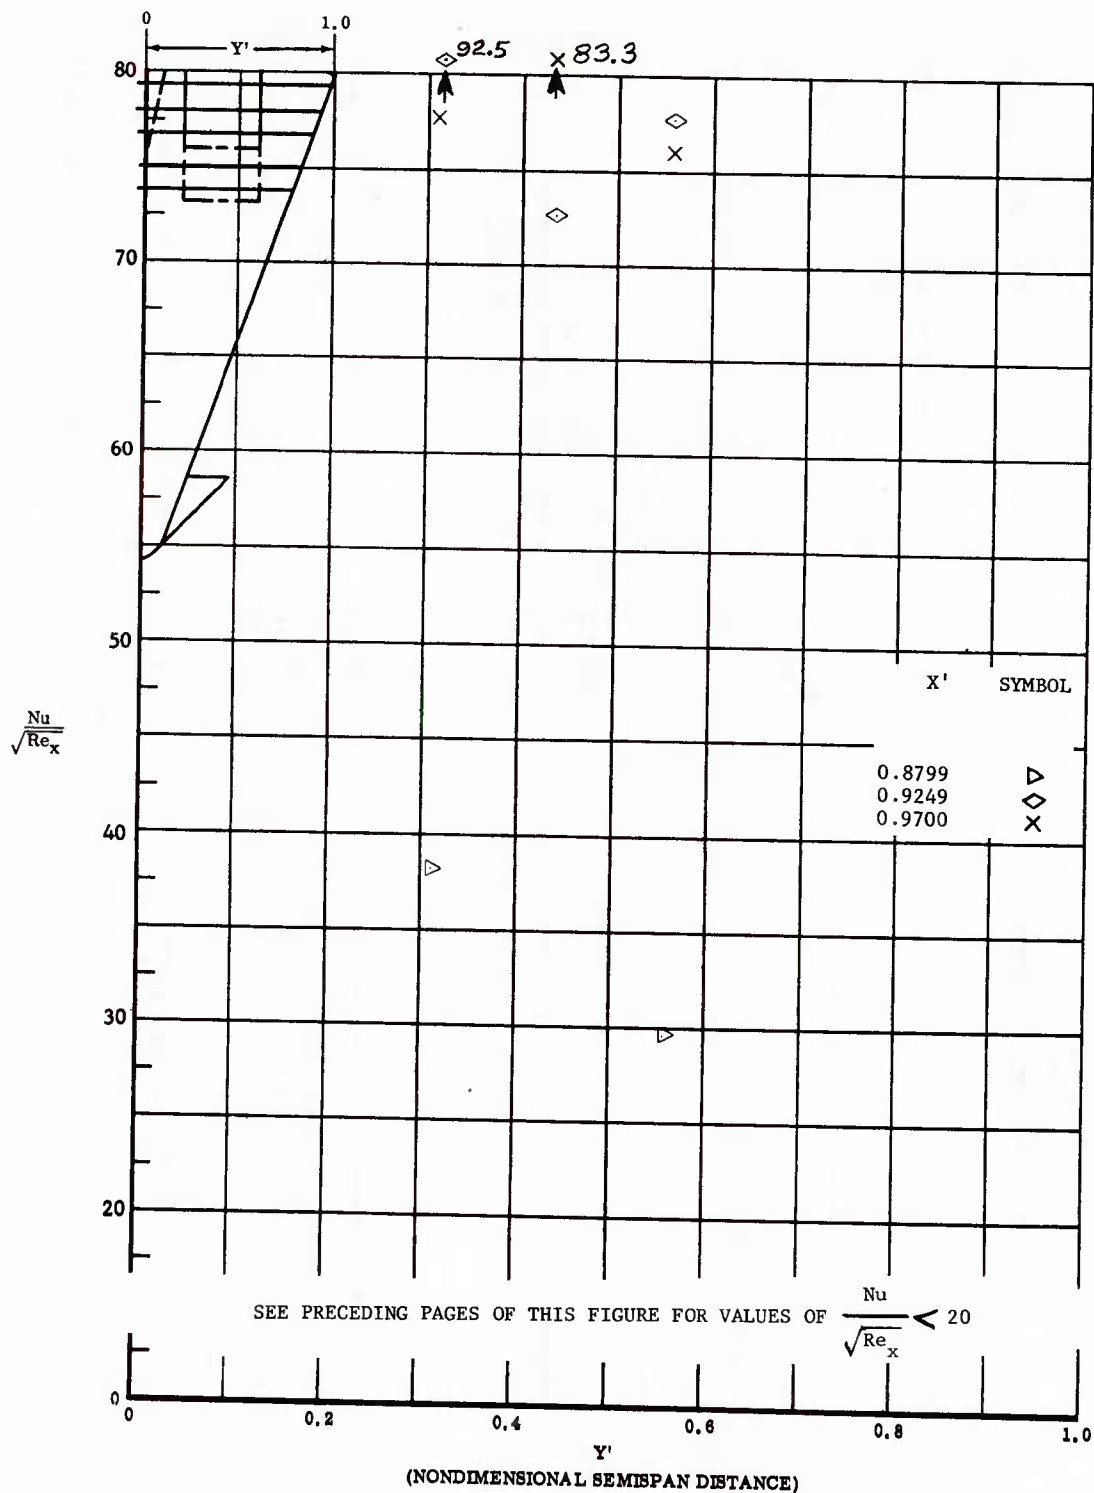 0 1.0
Y'
92.5 83.3
80
70
60
50
X' SYMBOL
Nu
√Rex
0.8799
0.9249
0.9700
40
30
20
SEE PRECEDING PAGES OF THIS FIGURE FOR VALUES OF Nu/√Rex < 20
0
0 0.2 0.4 0.6 0.8 1.0
Y'
(NONDIMENSIONAL SEMISPAN DISTANCE)